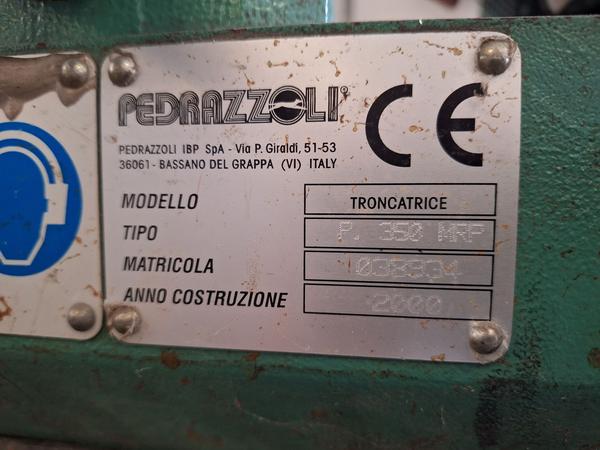 PEDRAZZOLI®
CE
PEDRAZZOLI IBP SpA - Via P. Giraldi, 51-53
36061 - BASSANO DEL GRAPPA (VI) ITALY
MODELLO TRONCATRICE
TIPO P. 350 MRP
MATRICOLA
ANNO COSTRUZIONE 2000